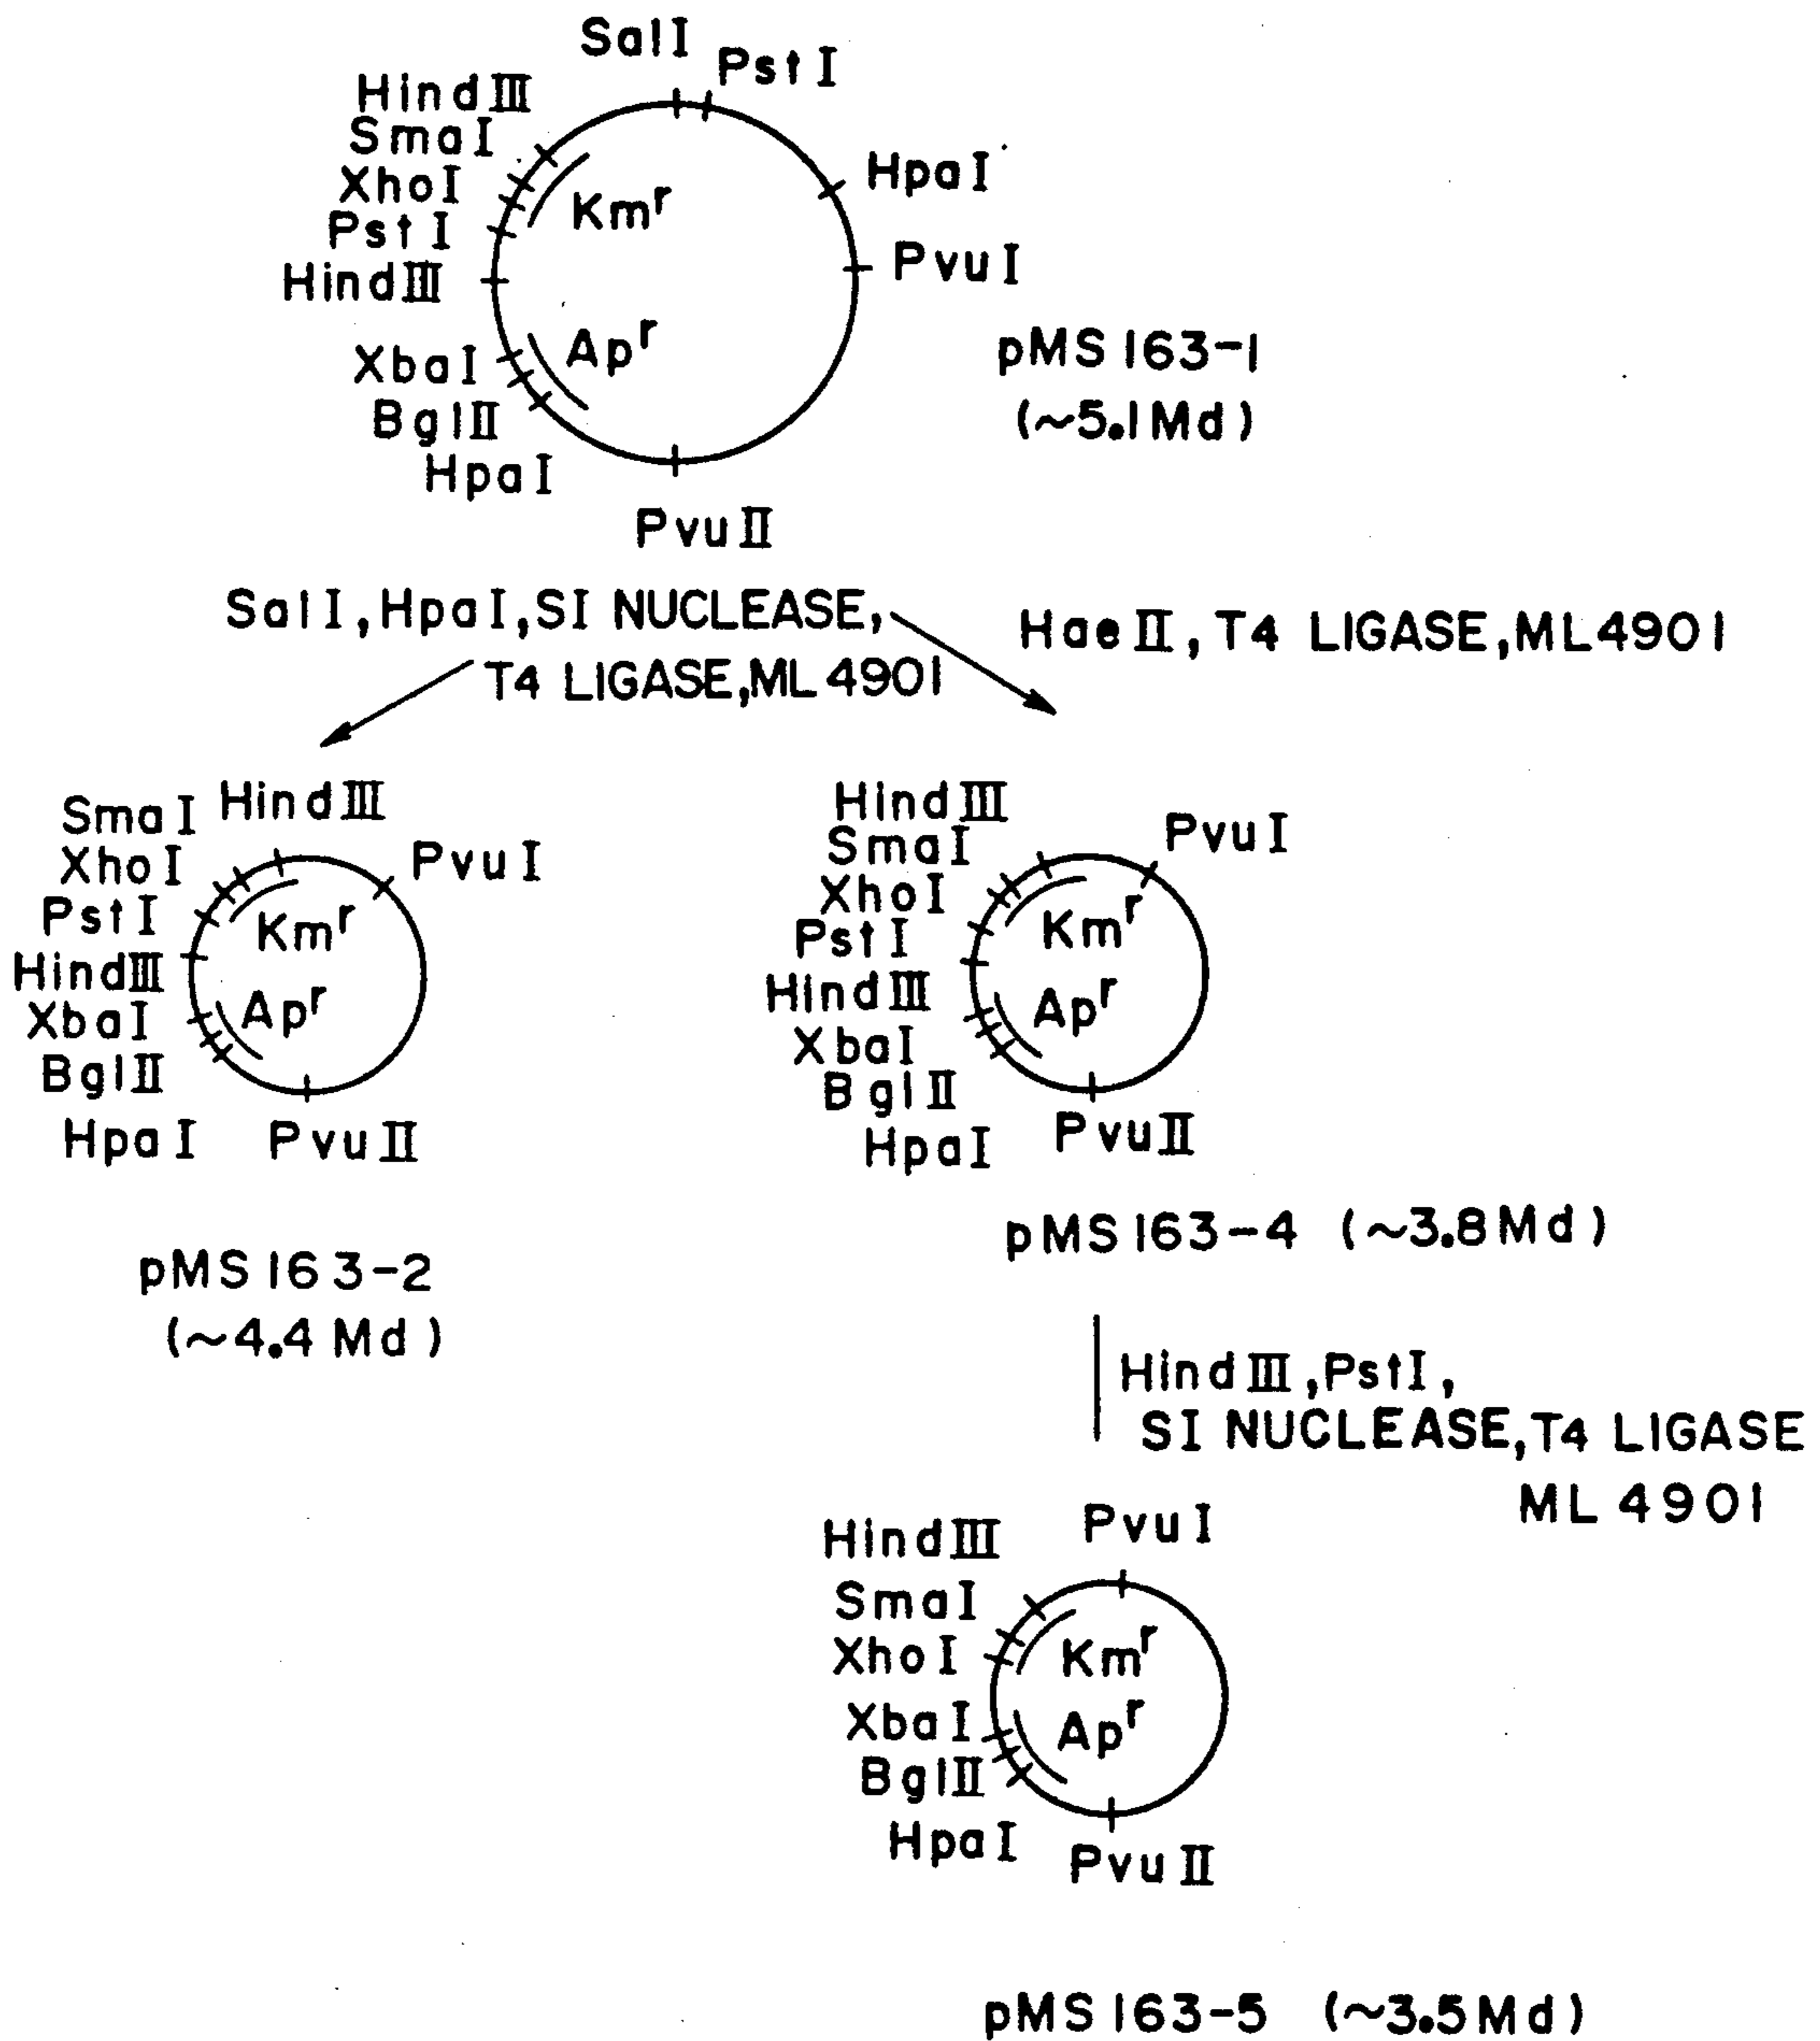 SalI
PstI
HindIII
SmaI
XhoI
PstI
HindIII
XbaI
BglII
HpaI
PvuII
HpaI
PvuI
Kmr
Apr
pMS163-1
(~5.1Md)
SalI, HpaI, SI NUCLEASE,
T4 LIGASE, ML4901
HaeII, T4 LIGASE, ML4901
SmaI
HindIII
XhoI
PvuI
PstI
Kmr
HindIII
Apr
XbaI
BglII
HpaI
PvuII
pMS163-2
(~4.4 Md)
HindIII
PvuI
SmaI
XhoI
PstI
Kmr
HindIII
Apr
XbaI
BglII
HpaI
PvuII
pMS163-4 (~3.8Md)
HindIII, PstI,
SI NUCLEASE, T4 LIGASE
ML4901
HindIII
PvuI
SmaI
XhoI
Kmr
XbaI
Apr
BglII
HpaI
PvuII
pMS163-5 (~3.5Md)